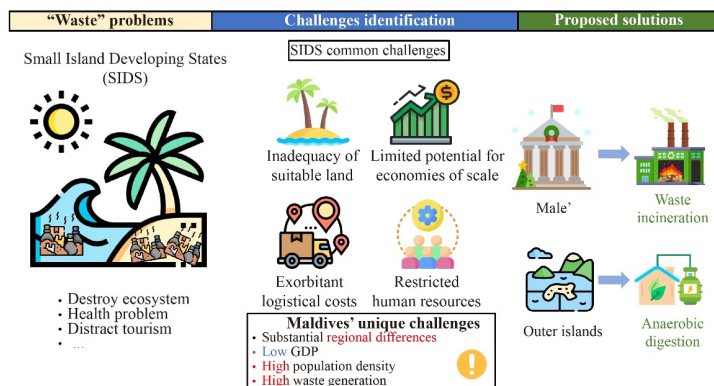 “Waste” problems
Challenges identification
Proposed solutions
Small Island Developing States
(SIDS)
• Destroy ecosystem
• Health problem
• Distract tourism
• ...
SIDS common challenges
Inadequacy of
suitable land
Limited potential for
economies of scale
Exorbitant
logistical costs
Restricted
human resources
Maldives’ unique challenges
• Substantial regional differences
• Low GDP
• High population density
• High waste generation
Male’
Waste
incineration
Outer islands
Anaerobic
digestion